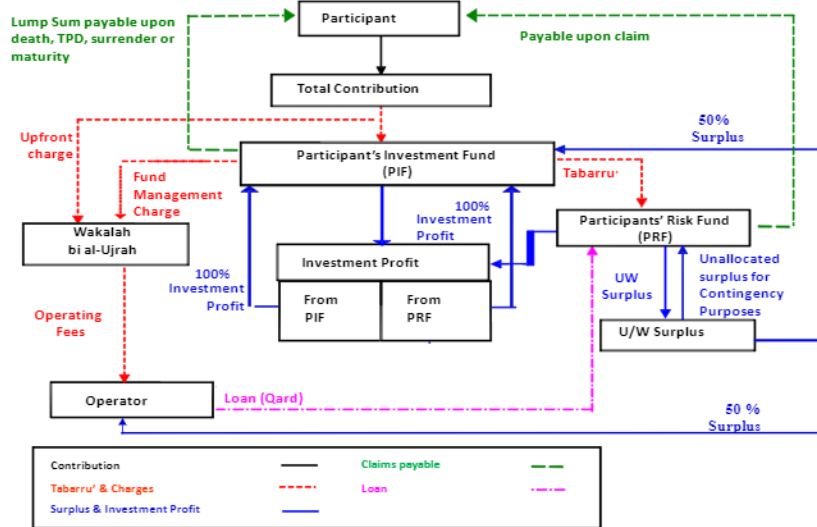 Lump Sum payable upon
death, TPD, surrender or
maturity
Participant
Payable upon claim
Total Contribution
50%
Surplus
Upfront
charge
Participant's Investment Fund
(PIF)
Tabarru'
Fund
Management
Charge
100%
Investment
Profit
Participants' Risk Fund
(PRF)
Wakalah
bi al-Ujrah
Investment Profit
100%
Investment
Profit
From
PIF
From
PRF
UW
Surplus
Unallocated
surplus for
Contingency
Purposes
Operating
Fees
U/W Surplus
Operator
Loan (Qard)
50 %
Surplus
Contribution
Claims payable
Tabarru' & Charges
Loan
Surplus & Investment Profit